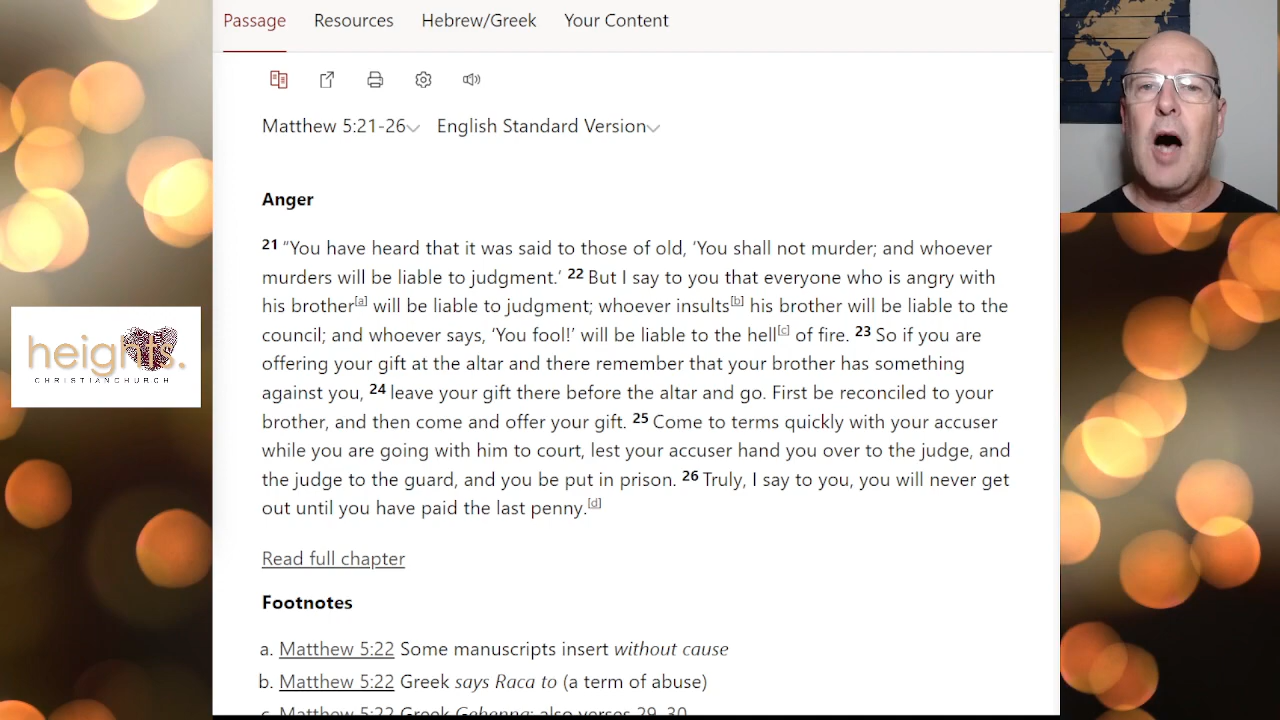 Passage Resources Hebrew/Greek Your Content
Matthew 5:21-26 English Standard Version
Anger
21 “You have heard that it was said to those of old, ‘You shall not murder; and whoever
murders will be liable to judgment.’ 22 But I say to you that everyone who is angry with
his brother[a] will be liable to judgment; whoever insults[b] his brother will be liable to the
council; and whoever says, ‘You fool!’ will be liable to the hell[c] of fire. 23 So if you are
offering your gift at the altar and there remember that your brother has something
against you, 24 leave your gift there before the altar and go. First be reconciled to your
brother, and then come and offer your gift. 25 Come to terms quickly with your accuser
while you are going with him to court, lest your accuser hand you over to the judge, and
the judge to the guard, and you be put in prison. 26 Truly, I say to you, you will never get
out until you have paid the last penny.[d]
Read full chapter
Footnotes
a. Matthew 5:22 Some manuscripts insert without cause
b. Matthew 5:22 Greek says Raca to (a term of abuse)
c. Matthew 5:22 Greek Gehenna; also verses 29, 30
heights.
CHRISTIANCHURCH